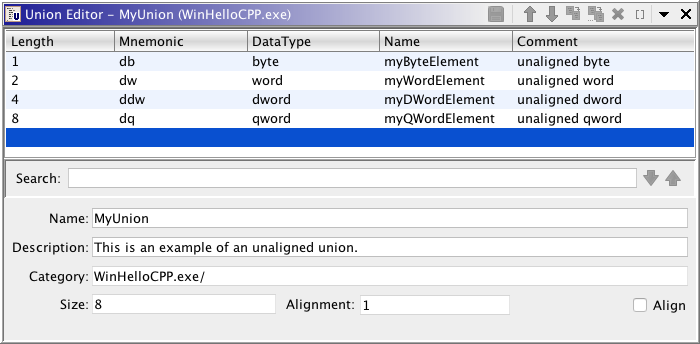 Union Editor – MyUnion (WinHelloCPP.exe)
Length Mnemonic DataType Name Comment
1 db byte myByteElement unaligned byte
2 dw word myWordElement unaligned word
4 ddw dword myDWordElement unaligned dword
8 dq qword myQWordElement unaligned qword
Search:
Name: MyUnion
Description: This is an example of an unaligned union.
Category: WinHelloCPP.exe/
Size: 8 Alignment: 1 Align